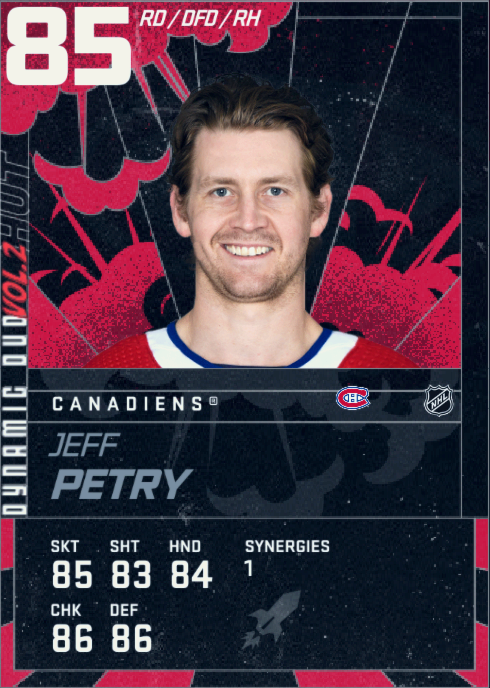 85
RD / DFD / RH
HUT
DYNAMIC DUO VOL.2
CANADIENS
NHL
JEFF
PETRY
SKT SHT HND SYNERGIES
85 83 84 1
CHK DEF
86 86